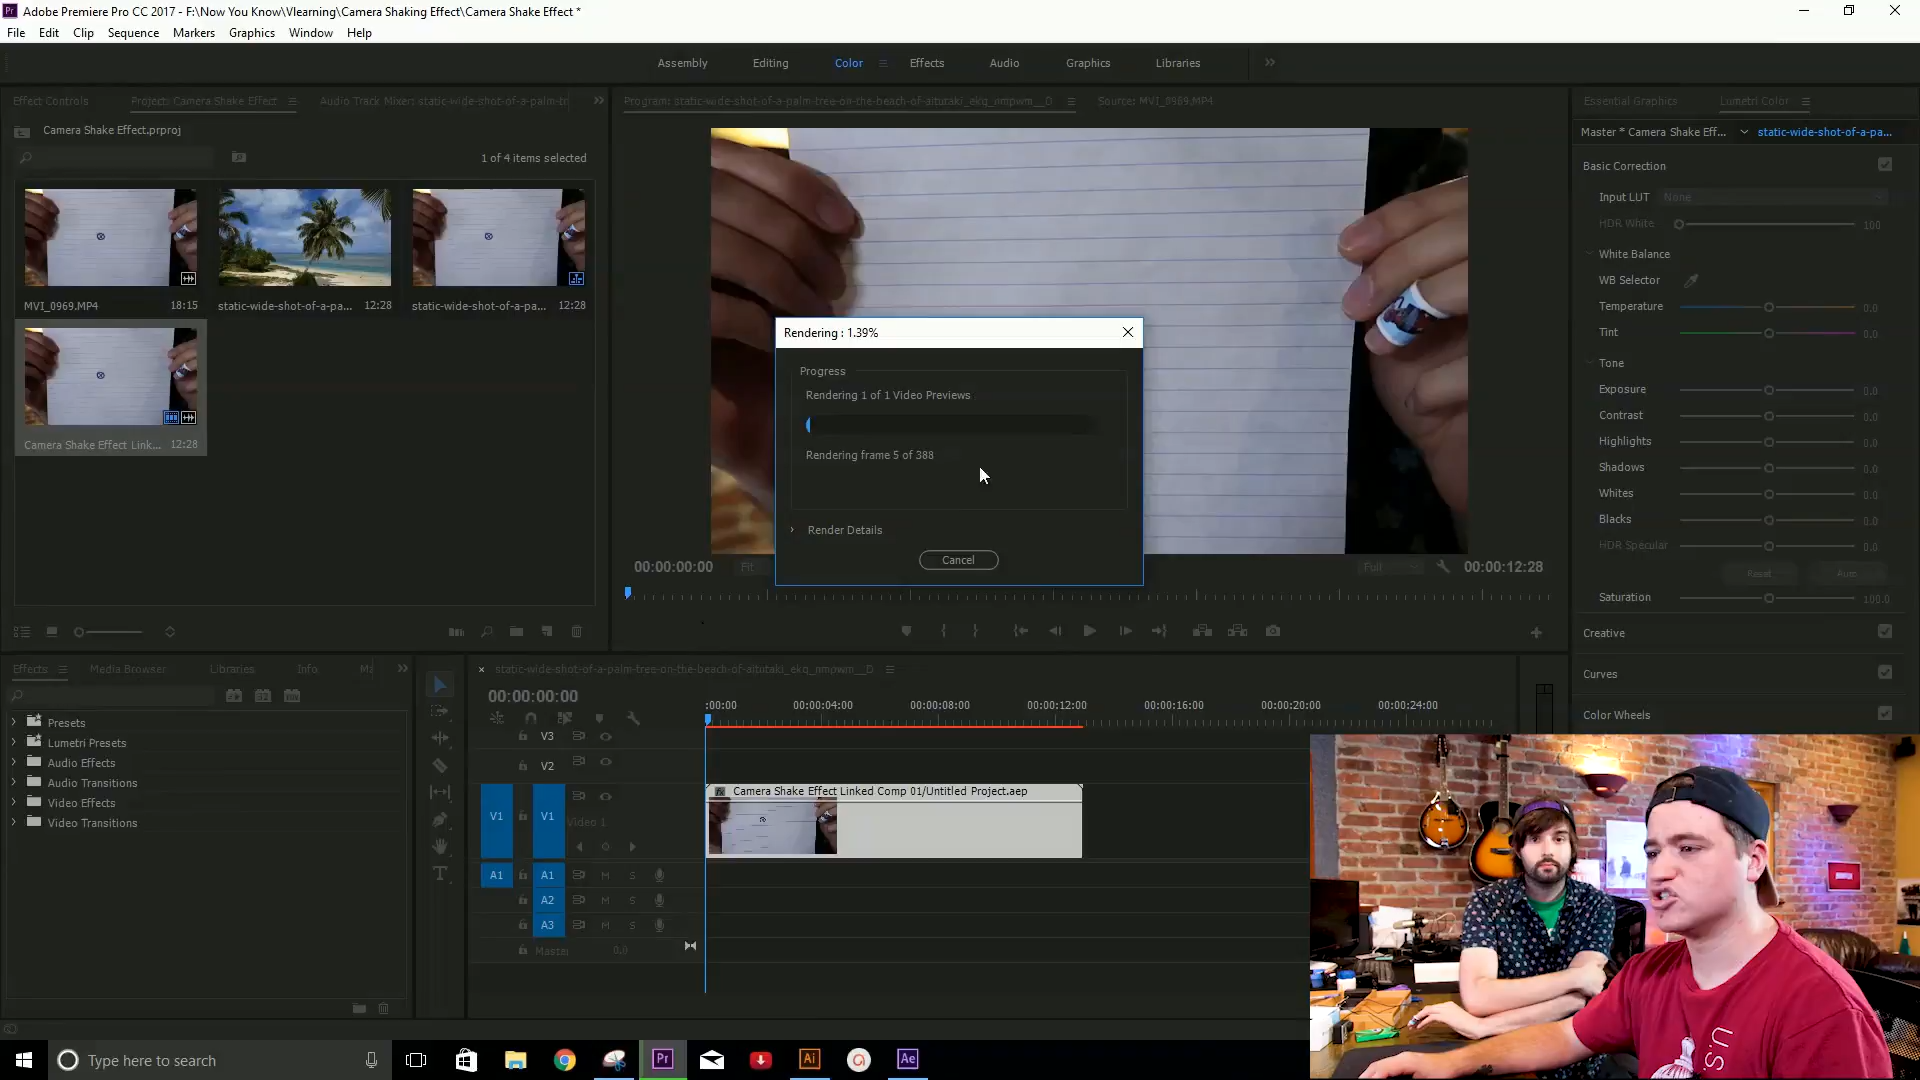 Adobe Premiere Pro CC 2017 - F:\Now You Know\Vlearning\Camera Shaking Effect\Camera Shake Effect *
File Edit Clip Sequence Markers Graphics Window Help
Assembly Editing Color Effects Audio Graphics Libraries
Effect Controls Project: Camera Shake Effect Audio Track Mixer: static-wide-shot-of-a-palm-tr
Program: static-wide-shot-of-a-palm-tree-on-the-beach-of-aitutaki_ekq_nmpwm__D Source: MVI_0969.MP4
Essential Graphics Lumetri Color
Camera Shake Effect.prproj
1 of 4 items selected
MVI_0969.MP4 18:15
static-wide-shot-of-a-pa... 12:28
static-wide-shot-of-a-pa... 12:28
Camera Shake Effect Link... 12:28
Rendering : 1.39%
Progress
Rendering 1 of 1 Video Previews
Rendering frame 5 of 388
Render Details
Cancel
00:00:00:00 Fit Full 00:00:12:28
Master * Camera Shake Eff... static-wide-shot-of-a-pa...
Basic Correction
Input LUT None
HDR White 100
White Balance
WB Selector
Temperature 0.0
Tint 0.0
Tone
Exposure 0.0
Contrast 0.0
Highlights 0.0
Shadows 0.0
Whites 0.0
Blacks 0.0
HDR Specular 0.0
Reset Auto
Saturation 100.0
Creative
Curves
Color Wheels
Effects Media Browser Libraries Info
Presets
Lumetri Presets
Audio Effects
Audio Transitions
Video Effects
Video Transitions
static-wide-shot-of-a-palm-tree-on-the-beach-of-aitutaki_ekq_nmpwm__D
00:00:00:00
:00:00 00:00:04:00 00:00:08:00 00:00:12:00 00:00:16:00 00:00:20:00 00:00:24:00
V3
V2
V1 V1 Video 1
Camera Shake Effect Linked Comp 01/Untitled Project.aep
A1 A1 M S
A2 M S
A3 M S
Master 0.0
U.S.
Type here to search
Pr Ai Ae